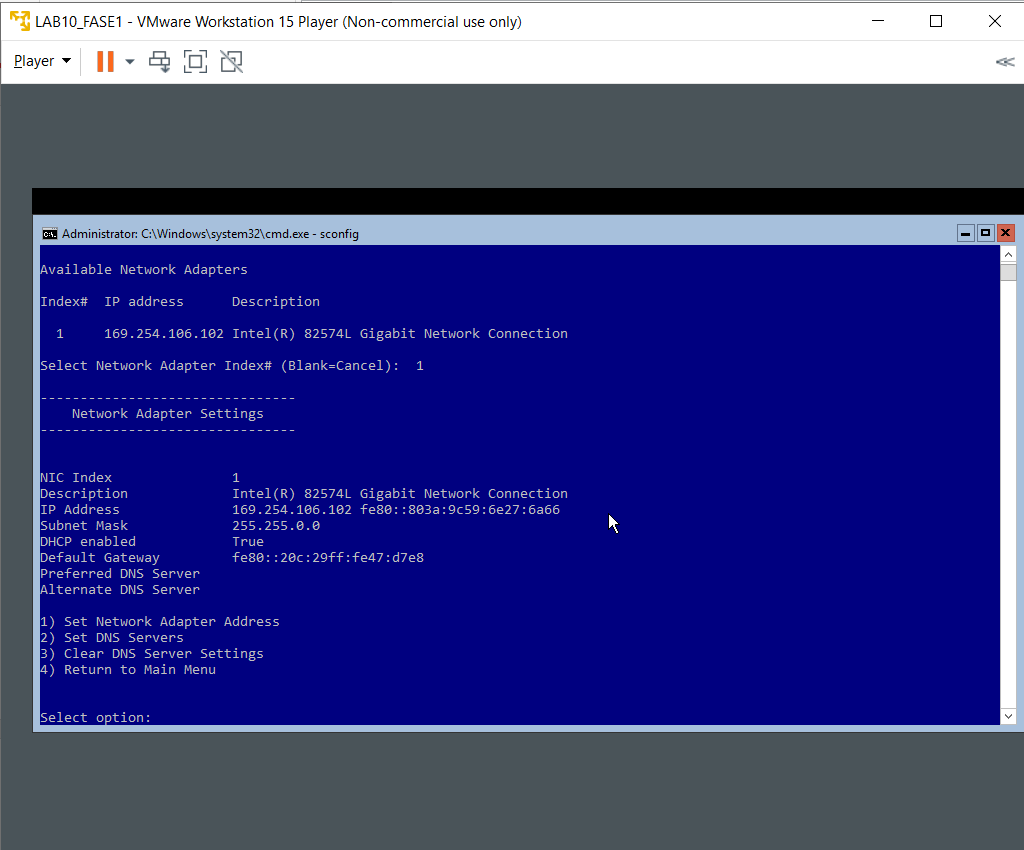 LAB10_FASE1 - VMware Workstation 15 Player (Non-commercial use only)
Player
Administrator: C:\Windows\system32\cmd.exe - sconfig
Available Network Adapters
Index#  IP address      Description
  1     169.254.106.102 Intel(R) 82574L Gigabit Network Connection
Select Network Adapter Index# (Blank=Cancel):  1
--------------------------------
    Network Adapter Settings
--------------------------------
NIC Index               1
Description             Intel(R) 82574L Gigabit Network Connection
IP Address              169.254.106.102 fe80::803a:9c59:6e27:6a66
Subnet Mask             255.255.0.0
DHCP enabled            True
Default Gateway         fe80::20c:29ff:fe47:d7e8
Preferred DNS Server
Alternate DNS Server
1) Set Network Adapter Address
2) Set DNS Servers
3) Clear DNS Server Settings
4) Return to Main Menu
Select option: